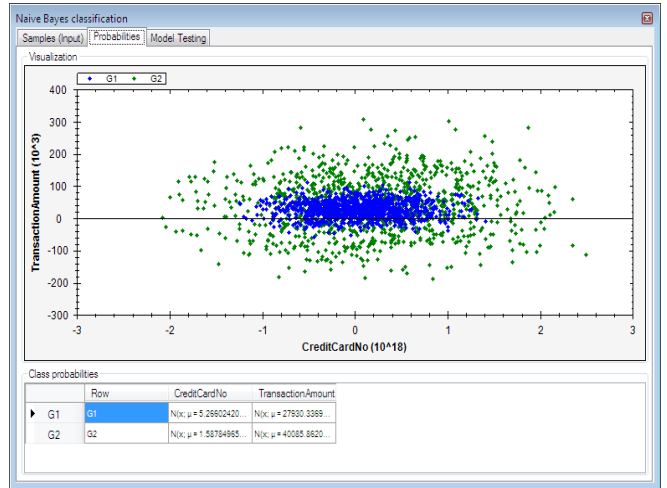 Naive Bayes classification
Samples (Input) Probabilities Model Testing
Visualization
G1 G2
400
300
200
100
0
-100
-200
-300
TransactionAmount (10^3)
-3 -2 -1 0 1 2 3
CreditCardNo (10^18)
Class probabilities
Row CreditCardNo TransactionAmount
G1 G1 N(x; μ = 5.26602420... N(x; μ = 27930.3369...
G2 G2 N(x; μ = 1.58784965... N(x; μ = 40085.8620...